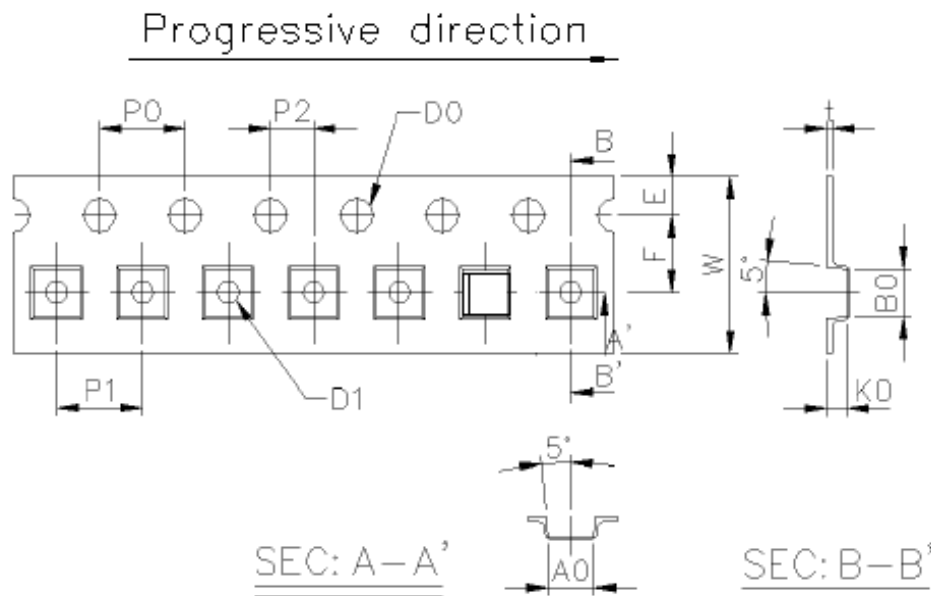 Progressive direction
P0
P2
D0
B
t
E
F
W
5°
B0
A'
B'
P1
D1
K0
5°
A0
SEC: A-A'
SEC: B-B'